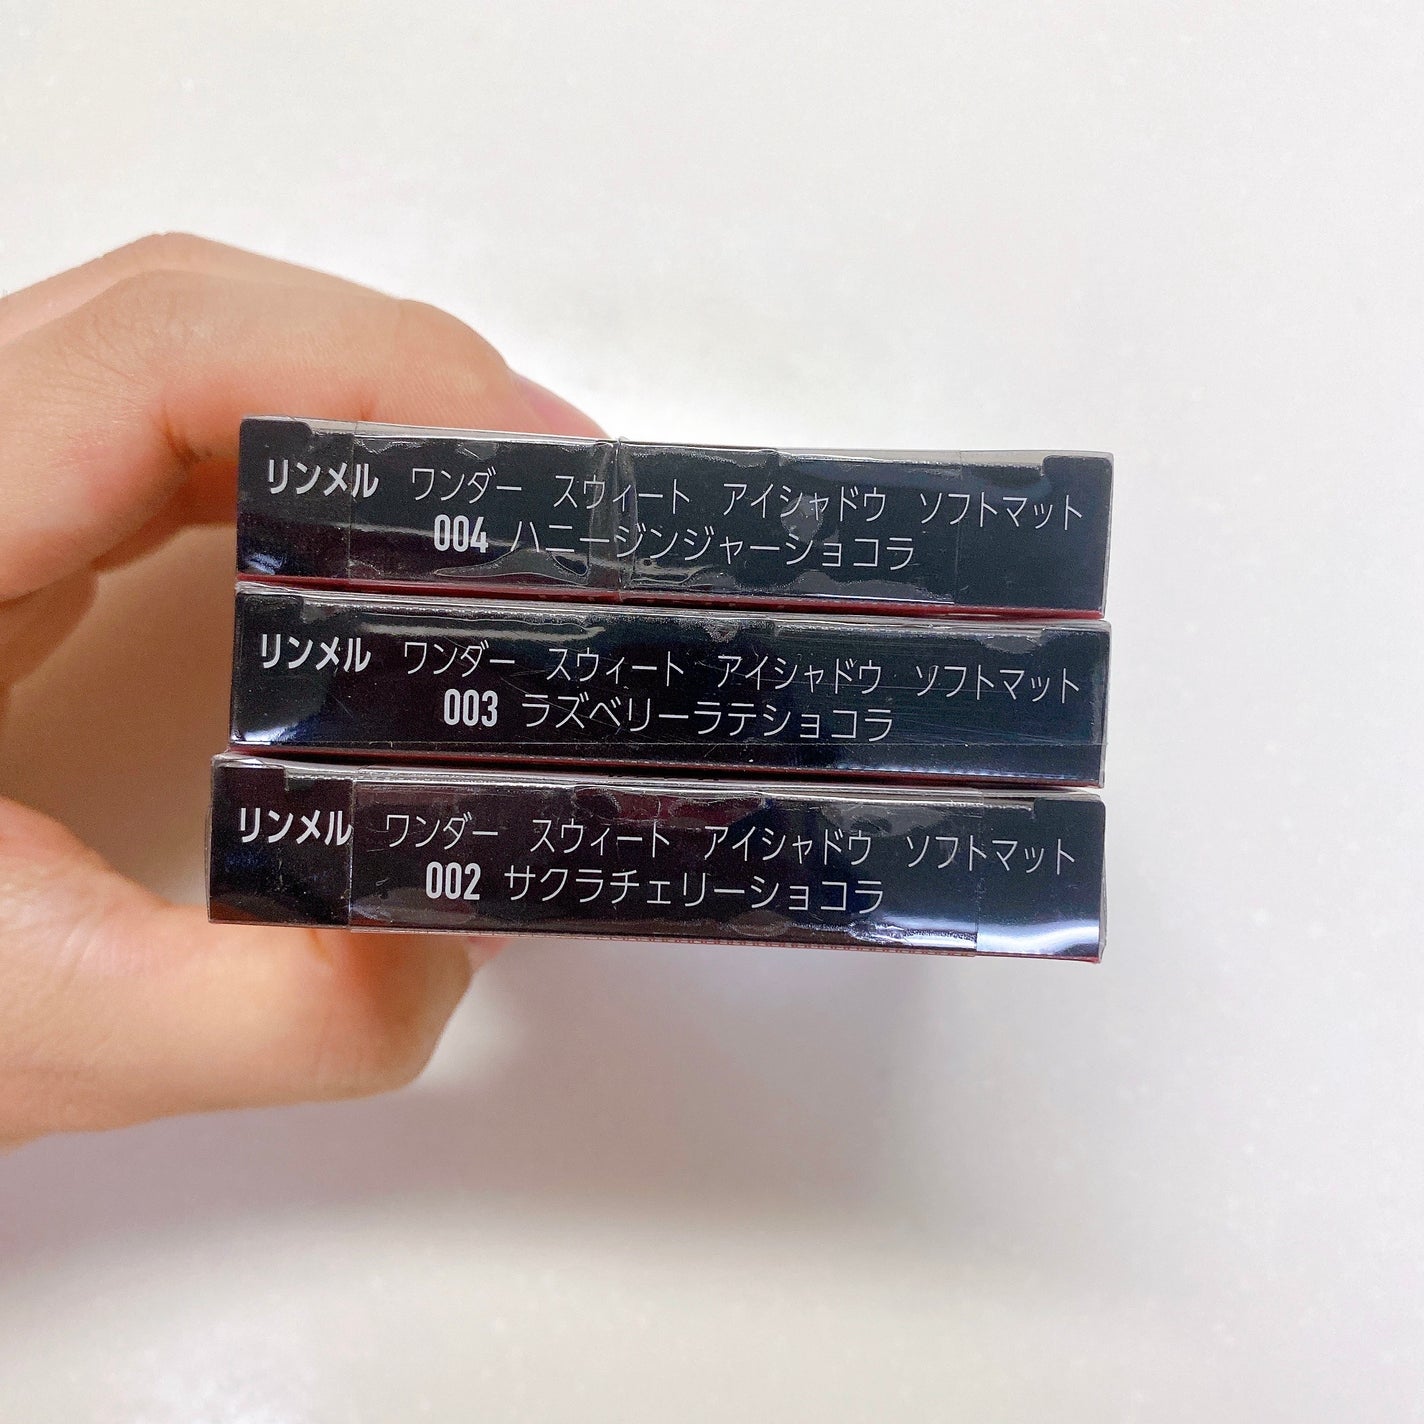 リンメル ワンダー スウィート アイシャドウ ソフトマット
004 ハニージンジャーショコラ
リンメル ワンダー スウィート アイシャドウ ソフトマット
003 ラズベリーラテショコラ
リンメル ワンダー スウィート アイシャドウ ソフトマット
002 サクラチェリーショコラ